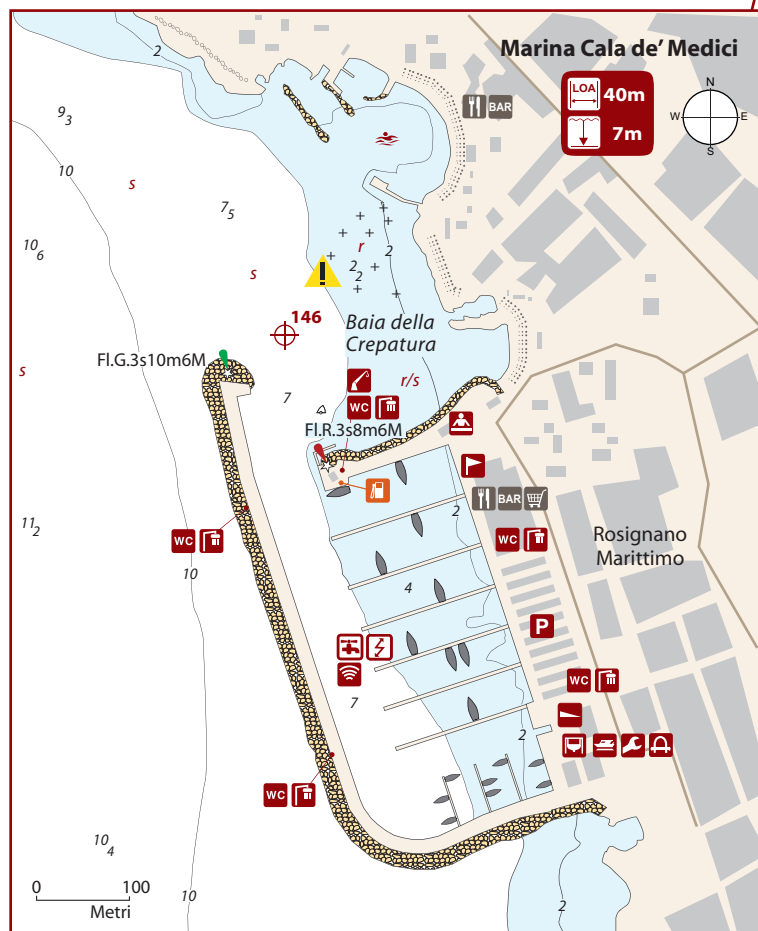 Marina Cala de' Medici
LOA 40m
7m
N
W E
S
BAR
2
9₃
10
s
7₅
10₆
r
2
2₂
s
146
Baia della
Crepatura
Fl.G.3s10m6M
s
7
r/s
WC
Fl.R.3s8m6M
BAR
2
11₂
WC
WC
Rosignano
Marittimo
10
4
P
WC
7
2
WC
10₄
10
2
0 100
Metri